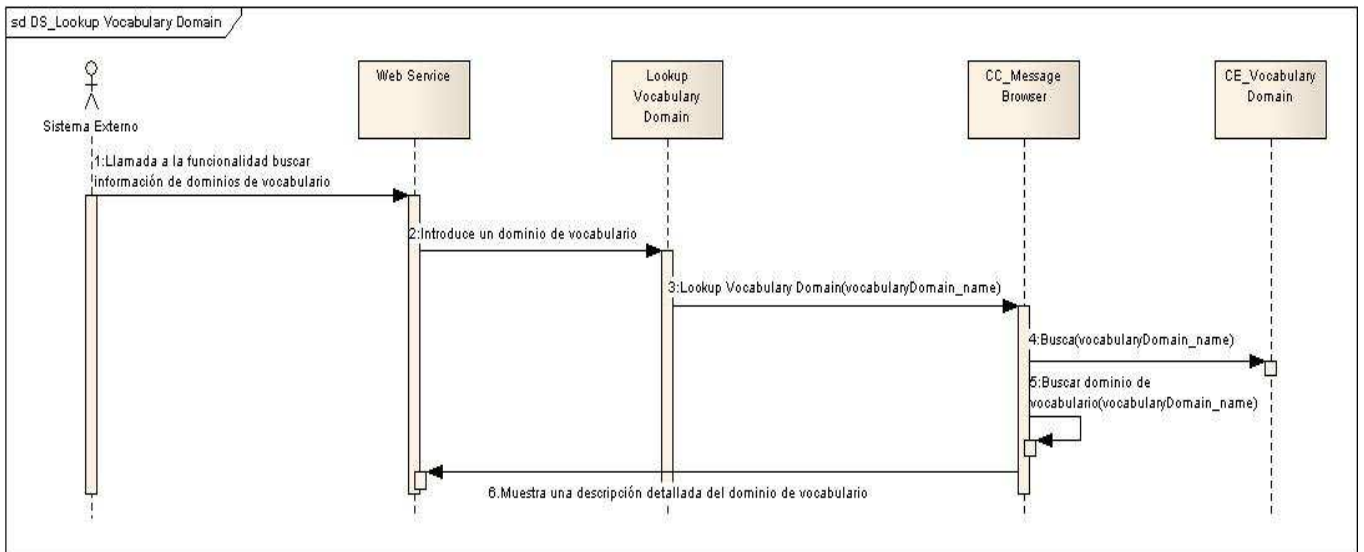 sd DS_Lookup Vocabulary Domain
Sistema Externo
Web Service
Lookup
Vocabulary
Domain
CC_Message
Browser
CE_Vocabulary
Domain
1:Llamada a la funcionalidad buscar
información de dominios de vocabulario
2:Introduce un dominio de vocabulario
3:Lookup Vocabulary Domain(vocabularyDomain_name)
4:Busca(vocabularyDomain_name)
5:Buscar dominio de
vocabulario(vocabularyDomain_name)
6.Muestra una descripción detallada del dominio de vocabulario